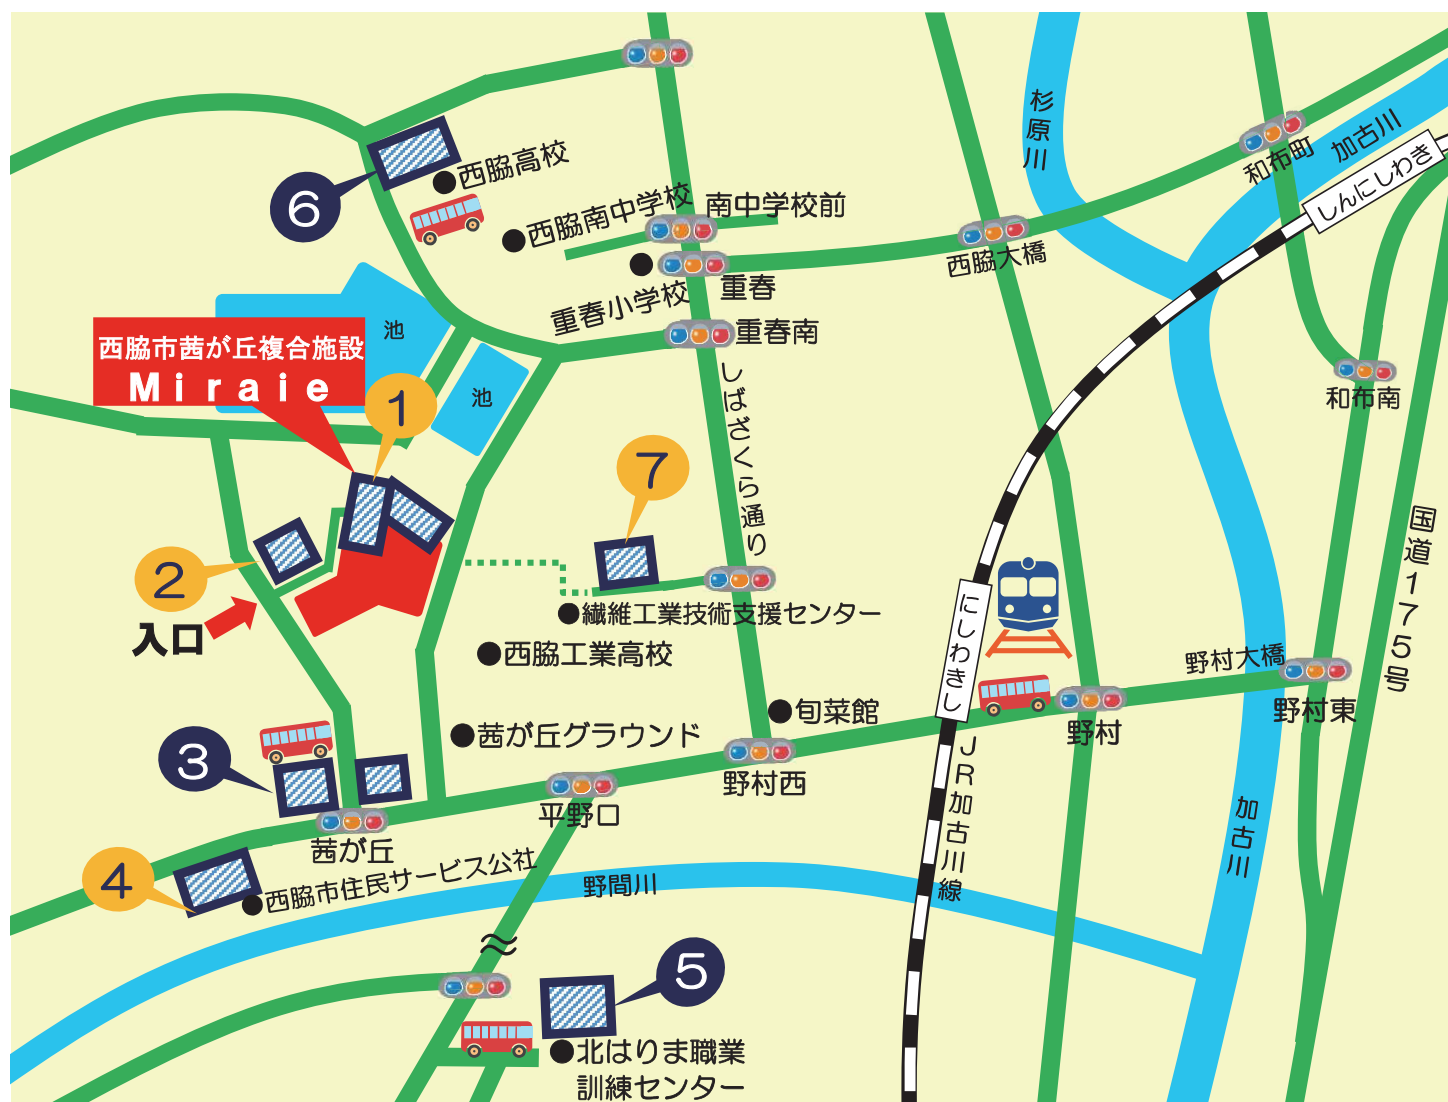 杉原川
加古川
和布町
しんにしわき
西脇高校
6
西脇南中学校
南中学校前
西脇大橋
重春
重春小学校
重春南
池
池
西脇市茜が丘複合施設
Miraie
1
和布南
しばざくら通り
7
国道175号
2
入口
繊維工業技術支援センター
西脇工業高校
にしわきし
野村大橋
野村東
野村
旬菜館
茜が丘グラウンド
3
野村西
平野口
JR加古川線
加古川
茜が丘
4
西脇市住民サービス公社
野間川
5
北はりま職業
訓練センター